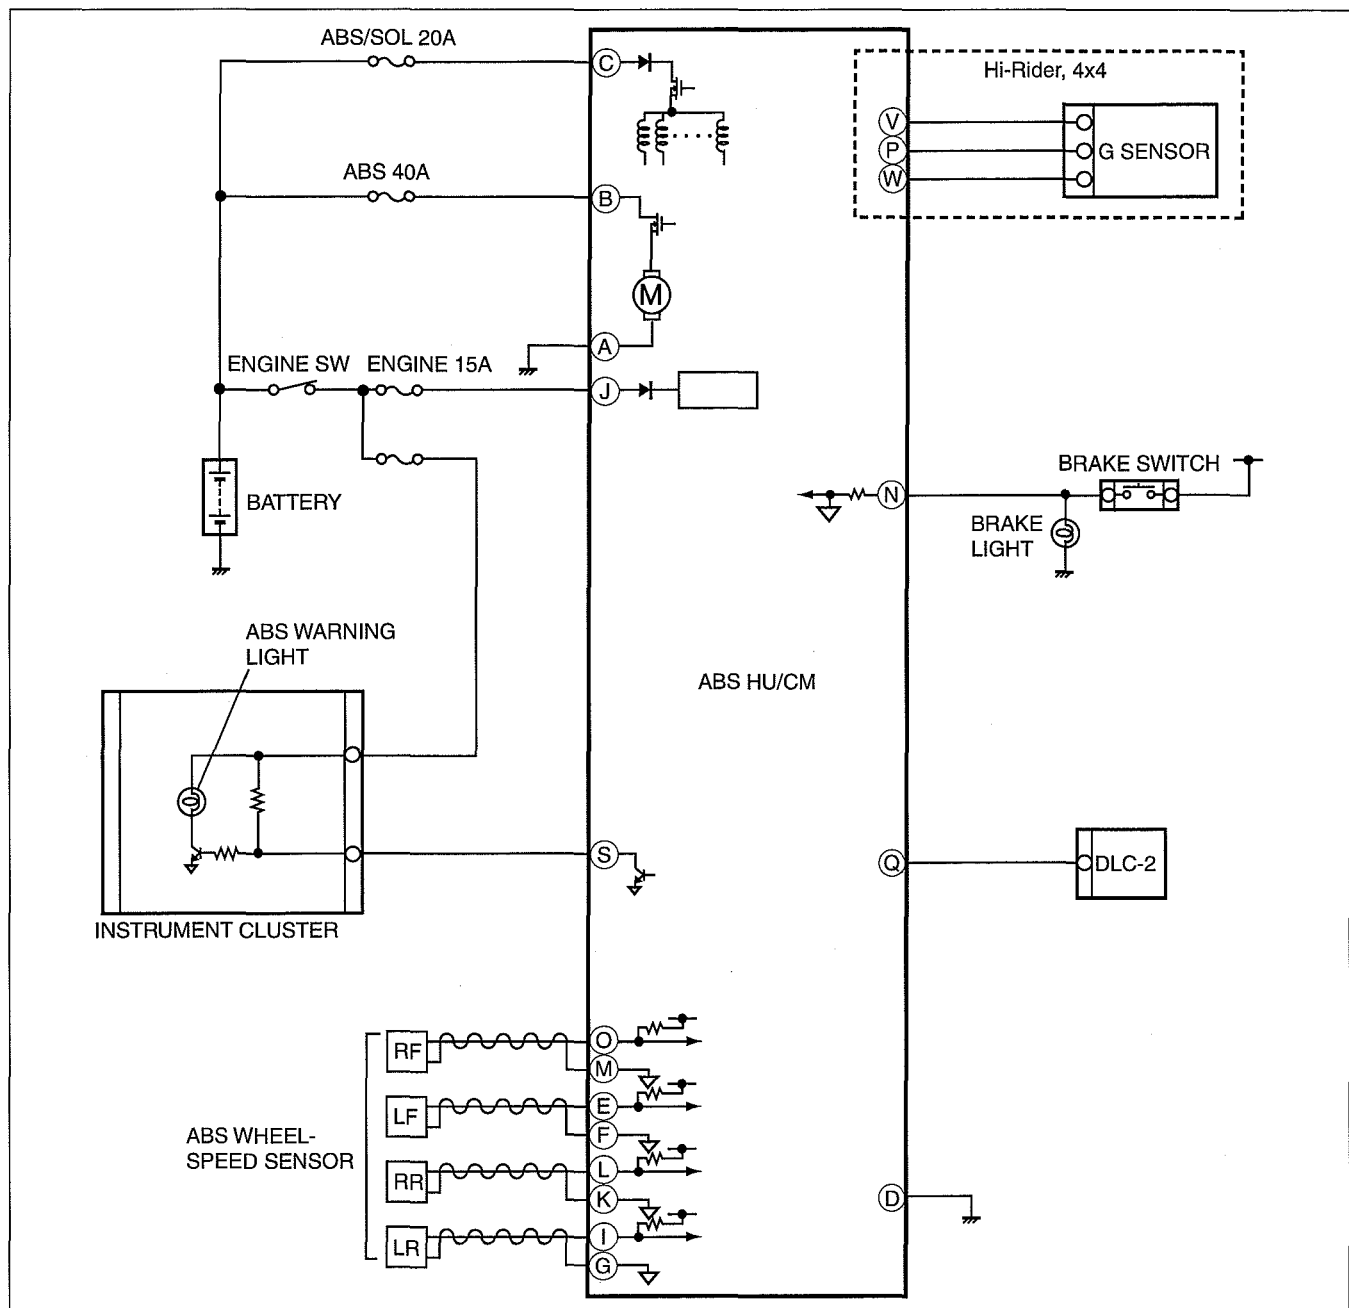 ABS/SOL 20A
C
Hi-Rider, 4x4
V
P
W
G SENSOR
ABS 40A
B
M
A
ENGINE SW
ENGINE 15A
J
BATTERY
BRAKE SWITCH
N
BRAKE
LIGHT
ABS WARNING
LIGHT
ABS HU/CM
S
Q
DLC-2
INSTRUMENT CLUSTER
ABS WHEEL-
SPEED SENSOR
RF
O
M
LF
E
F
RR
L
K
LR
I
G
D